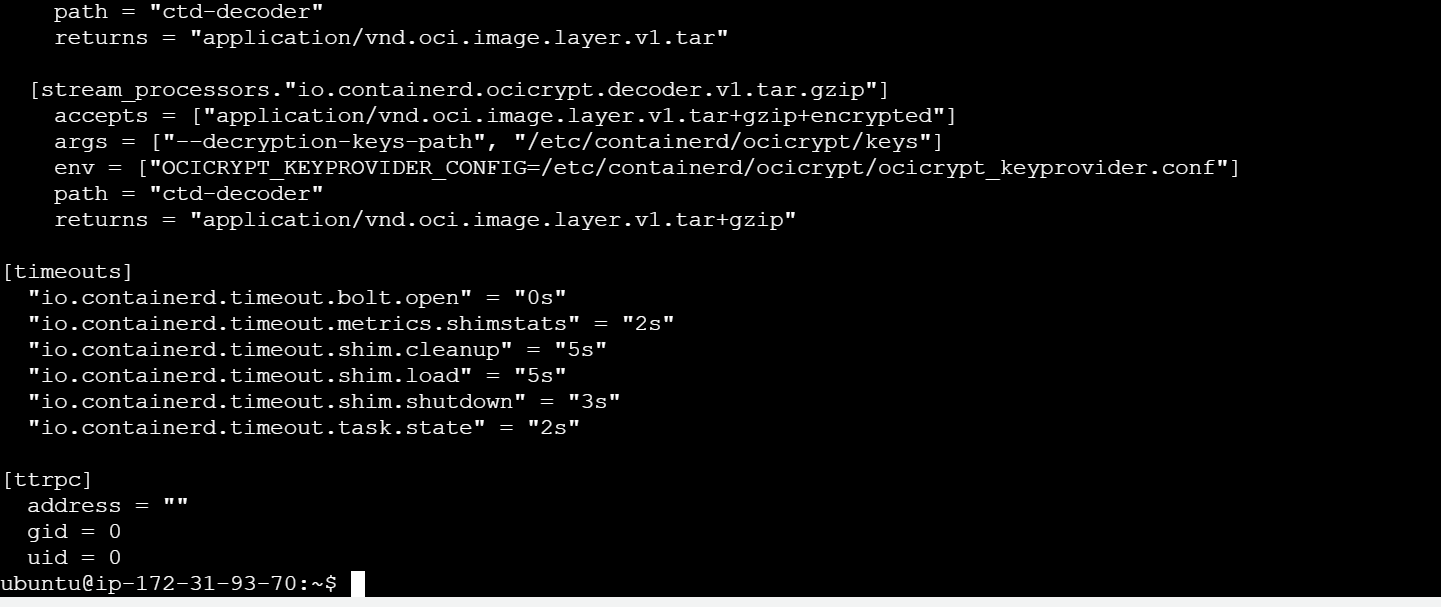 path = "ctd-decoder"
returns = "application/vnd.oci.image.layer.v1.tar"
[stream_processors."io.containerd.ocicrypt.decoder.v1.tar.gzip"]
accepts = ["application/vnd.oci.image.layer.v1.tar+gzip+encrypted"]
args = ["--decryption-keys-path", "/etc/containerd/ocicrypt/keys"]
env = ["OCICRYPT_KEYPROVIDER_CONFIG=/etc/containerd/ocicrypt/ocicrypt_keyprovider.conf"]
path = "ctd-decoder"
returns = "application/vnd.oci.image.layer.v1.tar+gzip"
[timeouts]
"io.containerd.timeout.bolt.open" = "0s"
"io.containerd.timeout.metrics.shimstats" = "2s"
"io.containerd.timeout.shim.cleanup" = "5s"
"io.containerd.timeout.shim.load" = "5s"
"io.containerd.timeout.shim.shutdown" = "3s"
"io.containerd.timeout.task.state" = "2s"
[ttrpc]
address = ""
gid = 0
uid = 0
ubuntu@ip-172-31-93-70:~$